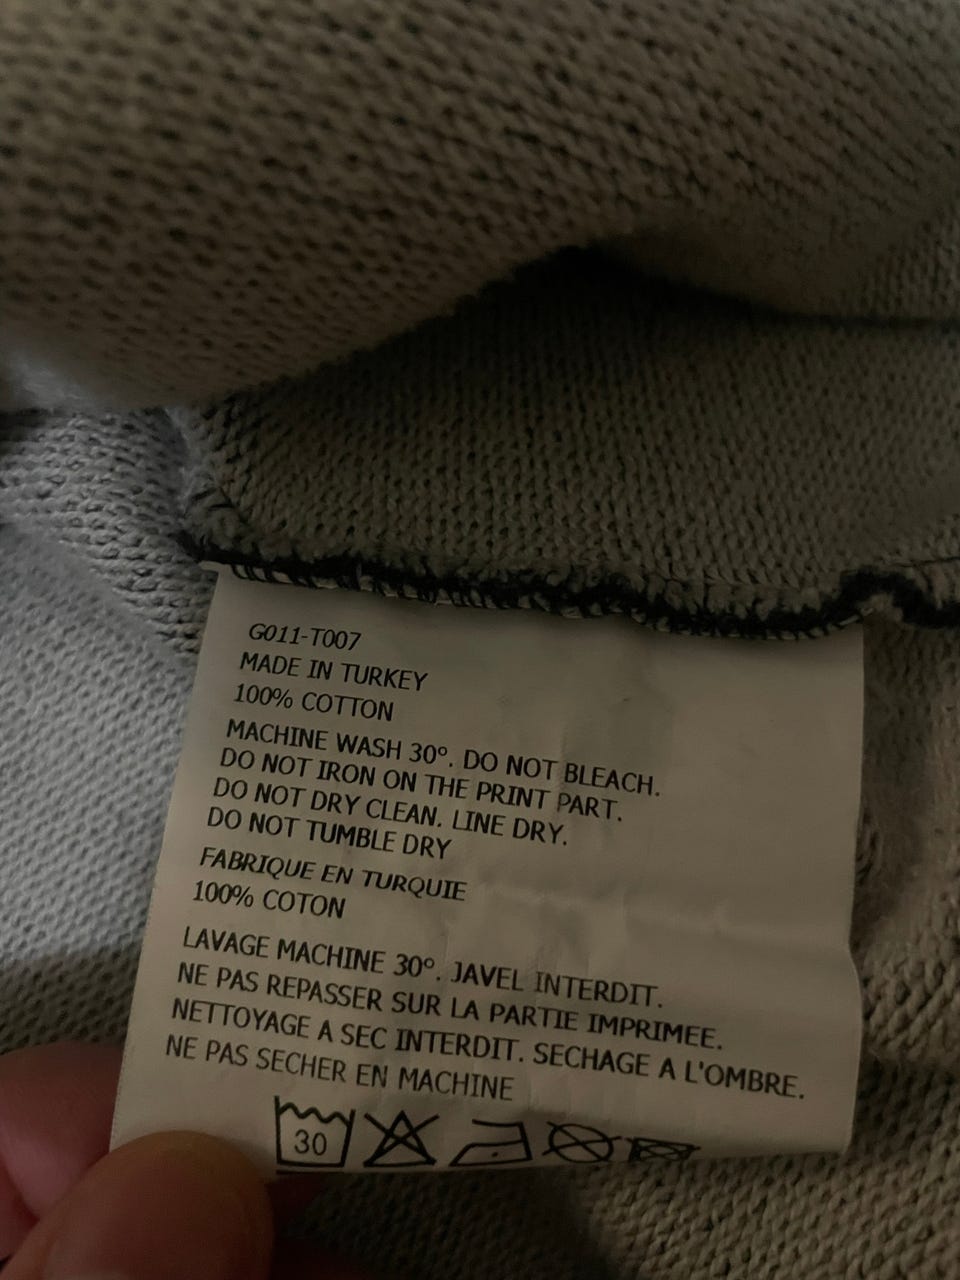 G011-T007
MADE IN TURKEY
100% COTTON
MACHINE WASH 30°. DO NOT BLEACH.
DO NOT IRON ON THE PRINT PART.
DO NOT DRY CLEAN. LINE DRY.
DO NOT TUMBLE DRY
FABRIQUE EN TURQUIE
100% COTON
LAVAGE MACHINE 30°. JAVEL INTERDIT.
NE PAS REPASSER SUR LA PARTIE IMPRIMEE.
NETTOYAGE A SEC INTERDIT. SECHAGE A L'OMBRE.
NE PAS SECHER EN MACHINE
30